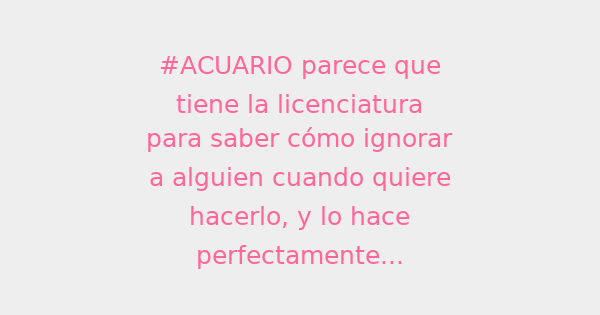 #ACUARIO parece que
tiene la licenciatura
para saber cómo ignorar
a alguien cuando quiere
hacerlo, y lo hace
perfectamente...